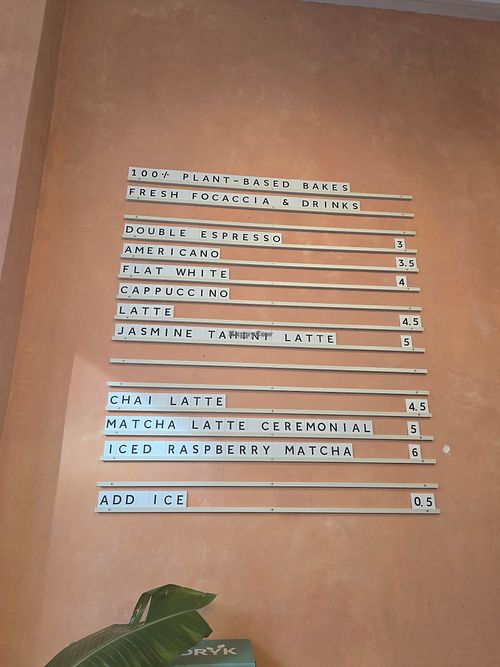 100% PLANT-BASED BAKES
FRESH FOCACCIA & DRINKS
DOUBLE ESPRESSO 3
AMERICANO 3.5
FLAT WHITE 4
CAPPUCCINO
LATTE 4.5
JASMINE TAHINI LATTE 5
CHAI LATTE 4.5
MATCHA LATTE CEREMONIAL 5
ICED RASPBERRY MATCHA 6
ADD ICE 0.5
DRYK